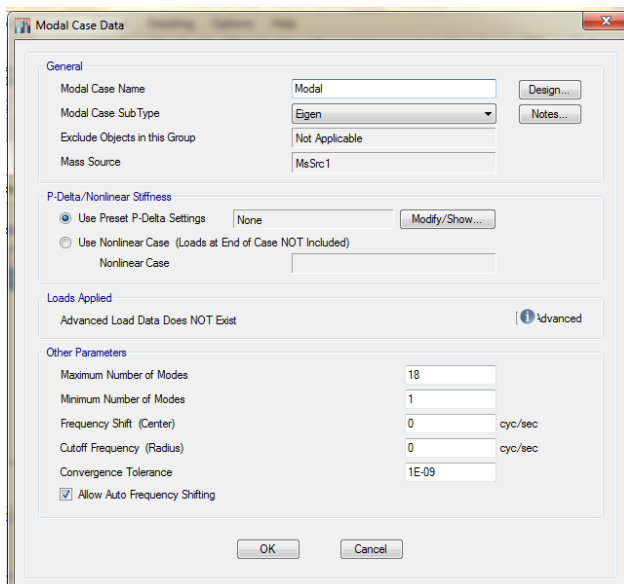 Modal Case Data
Detailing Options Help
General
Modal Case Name Modal Design...
Modal Case SubType Eigen Notes...
Exclude Objects in this Group Not Applicable
Mass Source MsSrc1
P-Delta/Nonlinear Stiffness
Use Preset P-Delta Settings None Modify/Show...
Use Nonlinear Case (Loads at End of Case NOT Included)
Nonlinear Case
Loads Applied
Advanced Load Data Does NOT Exist Advanced
Other Parameters
Maximum Number of Modes 18
Minimum Number of Modes 1
Frequency Shift (Center) 0 cyc/sec
Cutoff Frequency (Radius) 0 cyc/sec
Convergence Tolerance 1E-09
Allow Auto Frequency Shifting
OK Cancel